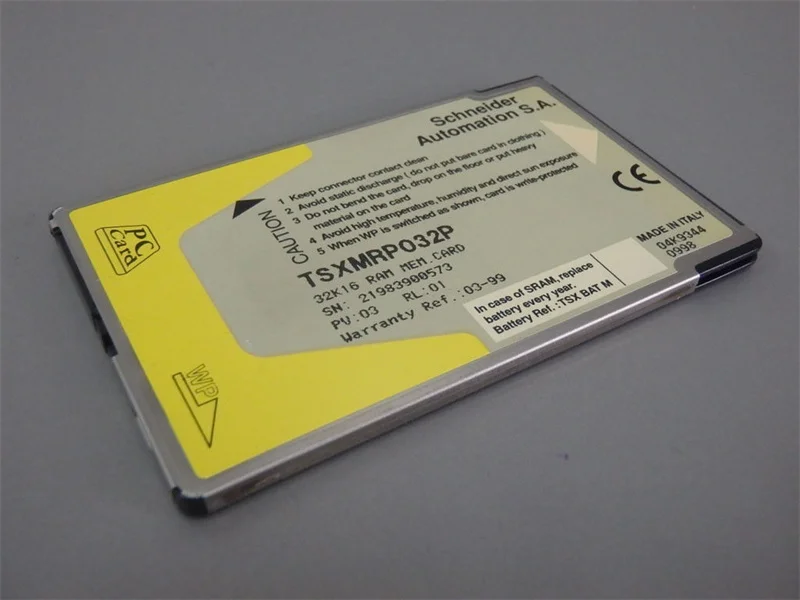 Schneider
Automation S.A.
PC
Card
CAUTION
1 Keep connector contact clean
2 Avoid static discharge ( do not put bare card in clothing )
3 Do not bend the card, drop on the floor or put heavy
material on the card
4 Avoid high temperature, humidity and direct sun exposure
5 When WP is switched as shown, card is write-protected
CE
TSXMRP032P
32K16 RAM MEM.CARD
SN: 21983900573
PV:03 RL:01
Warranty Ref.:03-99
In case of SRAM, replace
battery every year.
Battery Ref.:TSX BAT M
MADE IN ITALY
04K9344
0998
WP